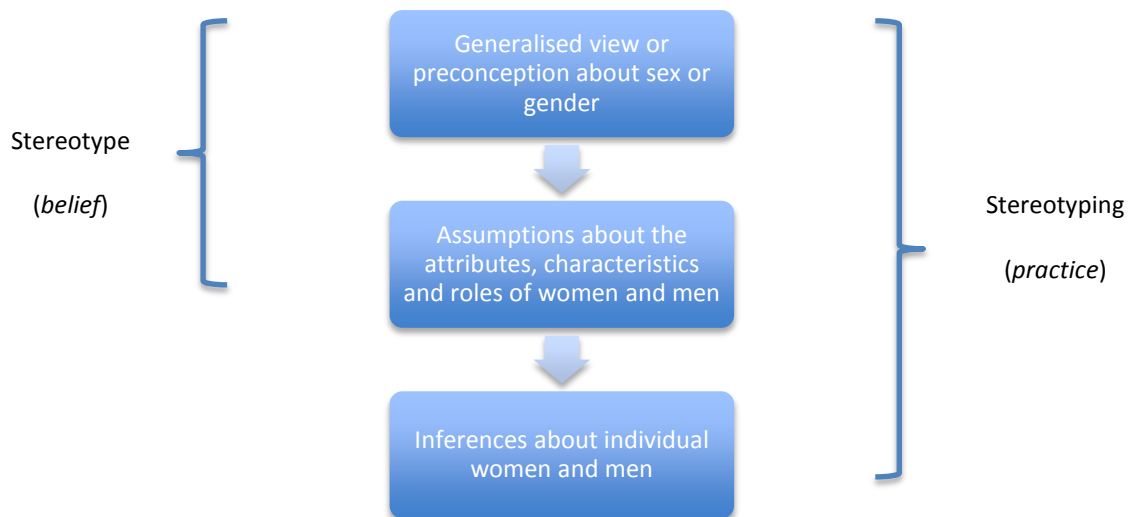 Generalised view or
preconception about sex or
gender
Stereotype
(belief)
Assumptions about the
attributes, characteristics
and roles of women and men
Stereotyping
(practice)
Inferences about individual
women and men